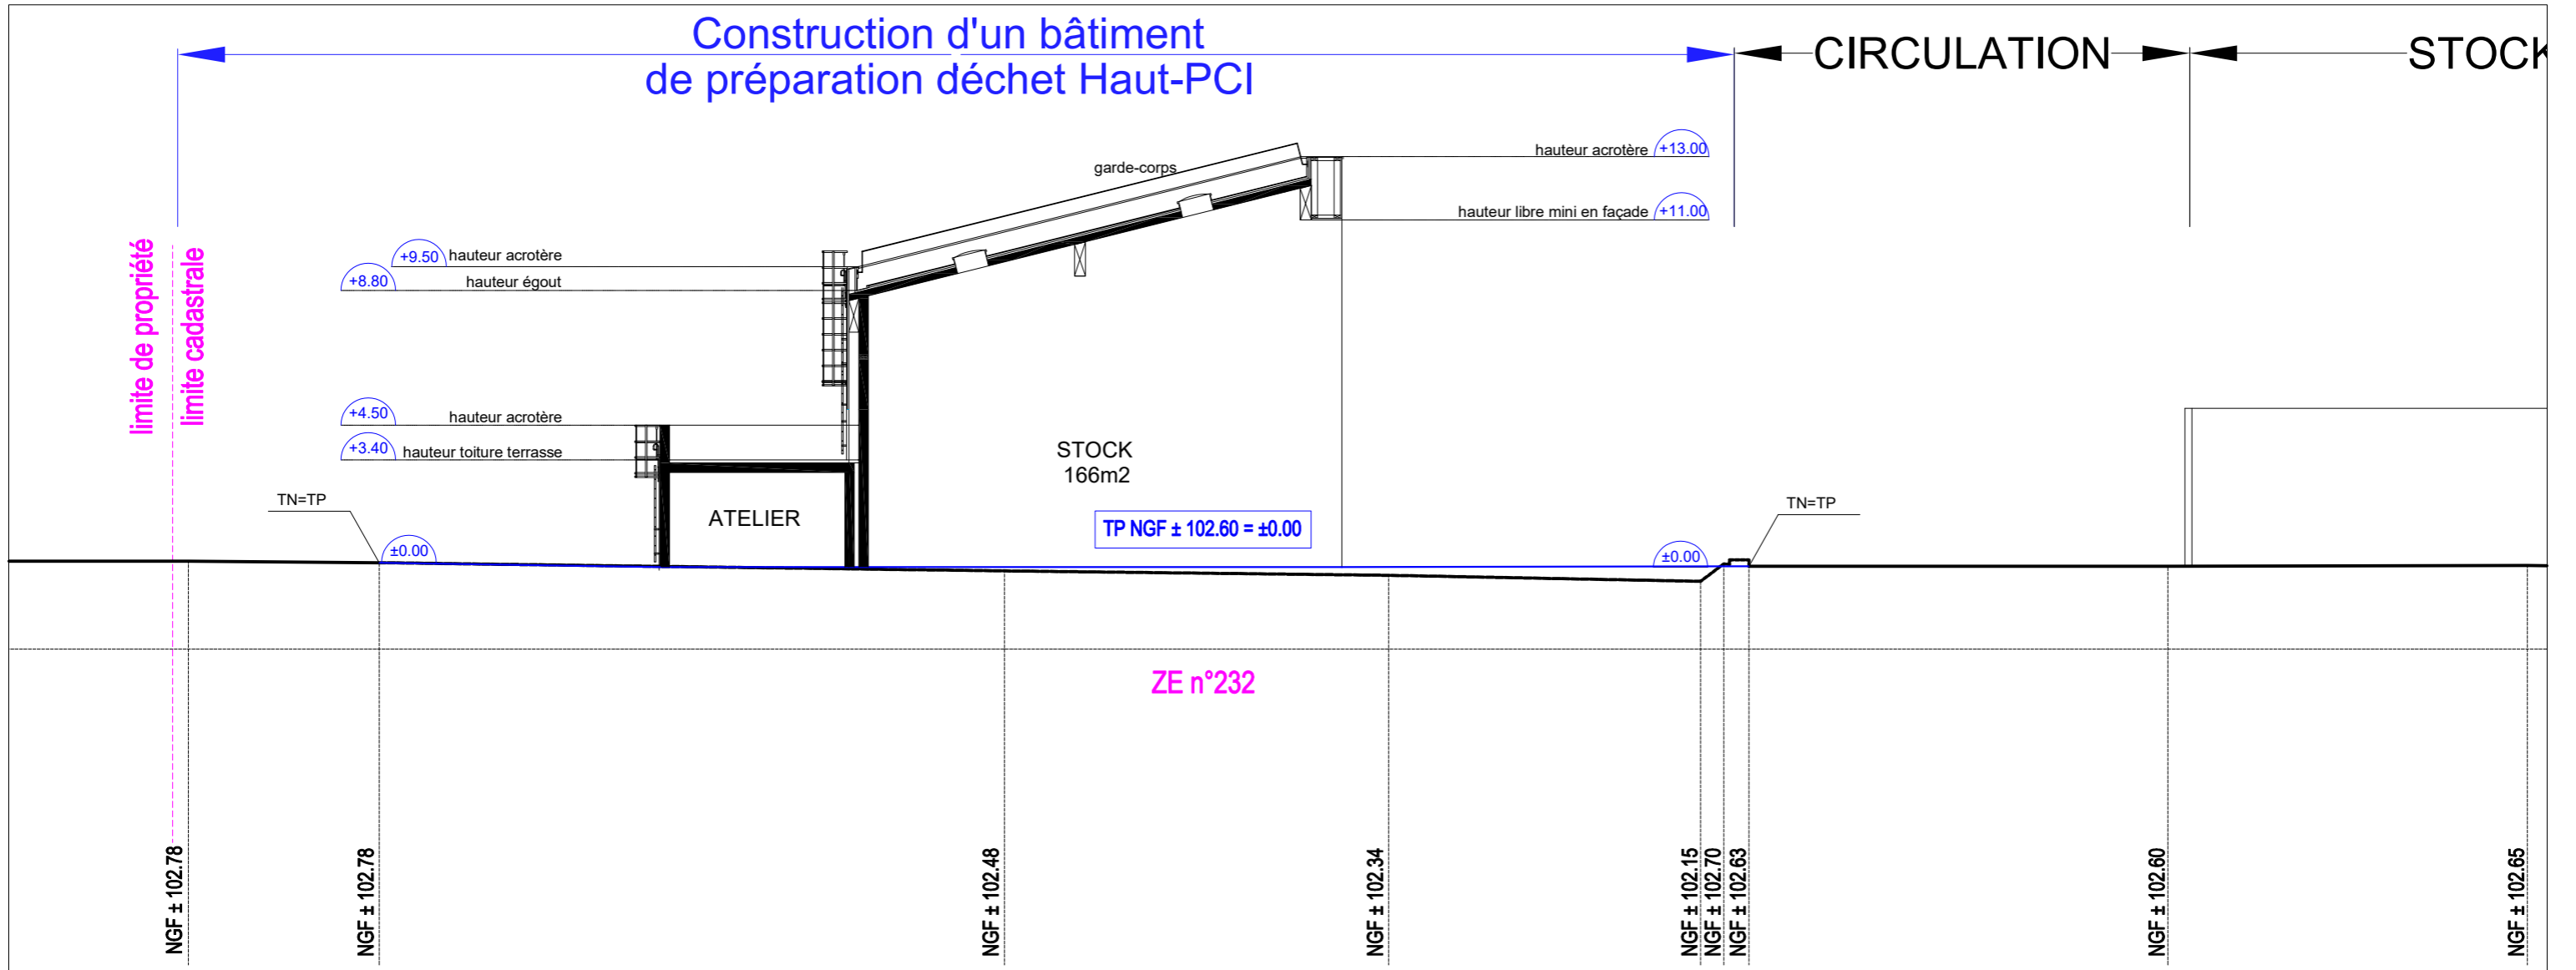 Construction d'un bâtiment
de préparation déchet Haut-PCI
CIRCULATION
STOCK
hauteur acrotère +13.00
garde-corps
hauteur libre mini en façade +11.00
limite de propriété
limite cadastrale
+9.50 hauteur acrotère
+8.80 hauteur égout
+4.50 hauteur acrotère
+3.40 hauteur toiture terrasse
STOCK
166m2
TN=TP
ATELIER
TP NGF ± 102.60 = ±0.00
TN=TP
±0.00
±0.00
ZE n°232
NGF ± 102.78
NGF ± 102.78
NGF ± 102.48
NGF ± 102.34
NGF ± 102.15
NGF ± 102.70
NGF ± 102.63
NGF ± 102.60
NGF ± 102.65